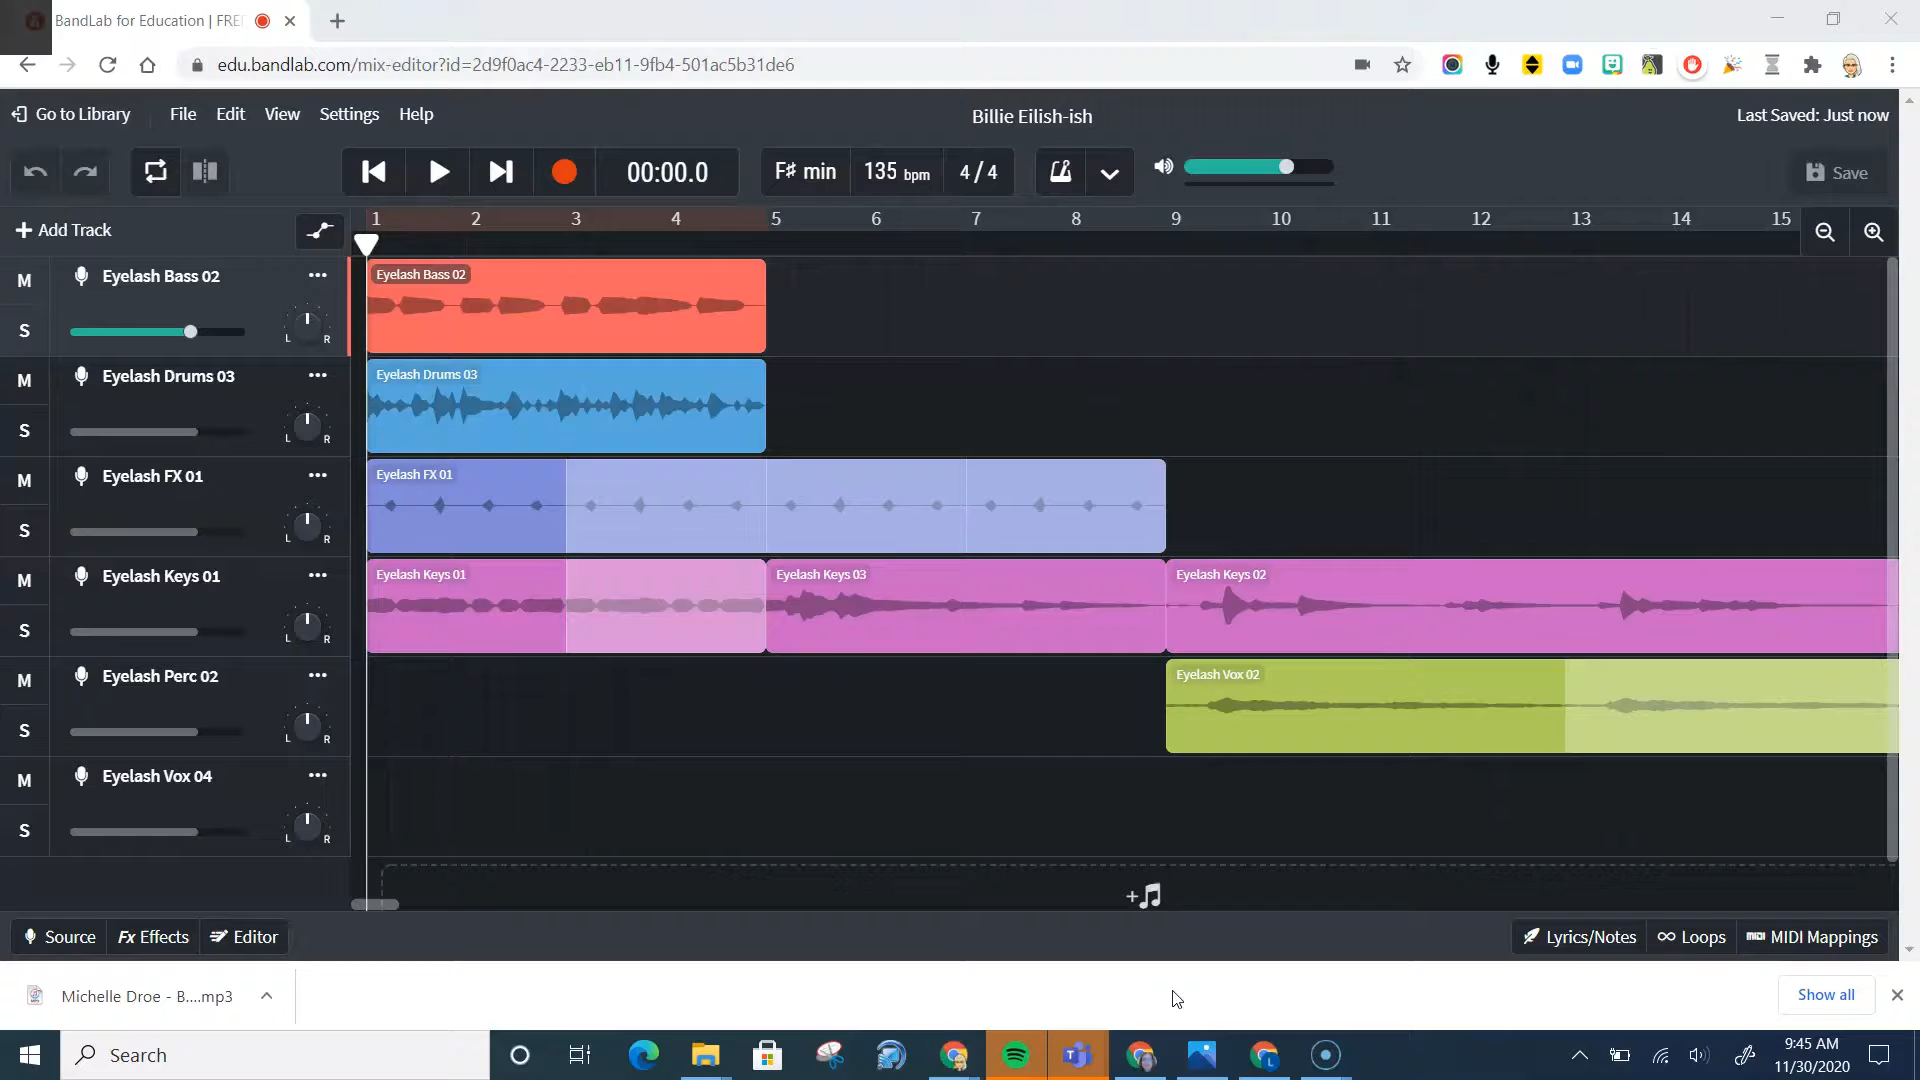 BandLab for Education | FRE
edu.bandlab.com/mix-editor?id=2d9f0ac4-2233-eb11-9fb4-501ac5b31de6
Go to Library File Edit View Settings Help Billie Eilish-ish Last Saved: Just now
00:00.0 F♯ min 135 bpm 4 / 4 Save
+ Add Track 1 2 3 4 5 6 7 8 9 10 11 12 13 14 15
M Eyelash Bass 02 ••• Eyelash Bass 02
S L R
M Eyelash Drums 03 ••• Eyelash Drums 03
S L R
M Eyelash FX 01 ••• Eyelash FX 01
S L R
M Eyelash Keys 01 ••• Eyelash Keys 01 Eyelash Keys 03 Eyelash Keys 02
S L R
M Eyelash Perc 02 ••• Eyelash Vox 02
S L R
M Eyelash Vox 04 •••
S L R
+
Source Fx Effects Editor Lyrics/Notes Loops MIDI MIDI Mappings
Michelle Droe - B....mp3 Show all
Search
9:45 AM
11/30/2020